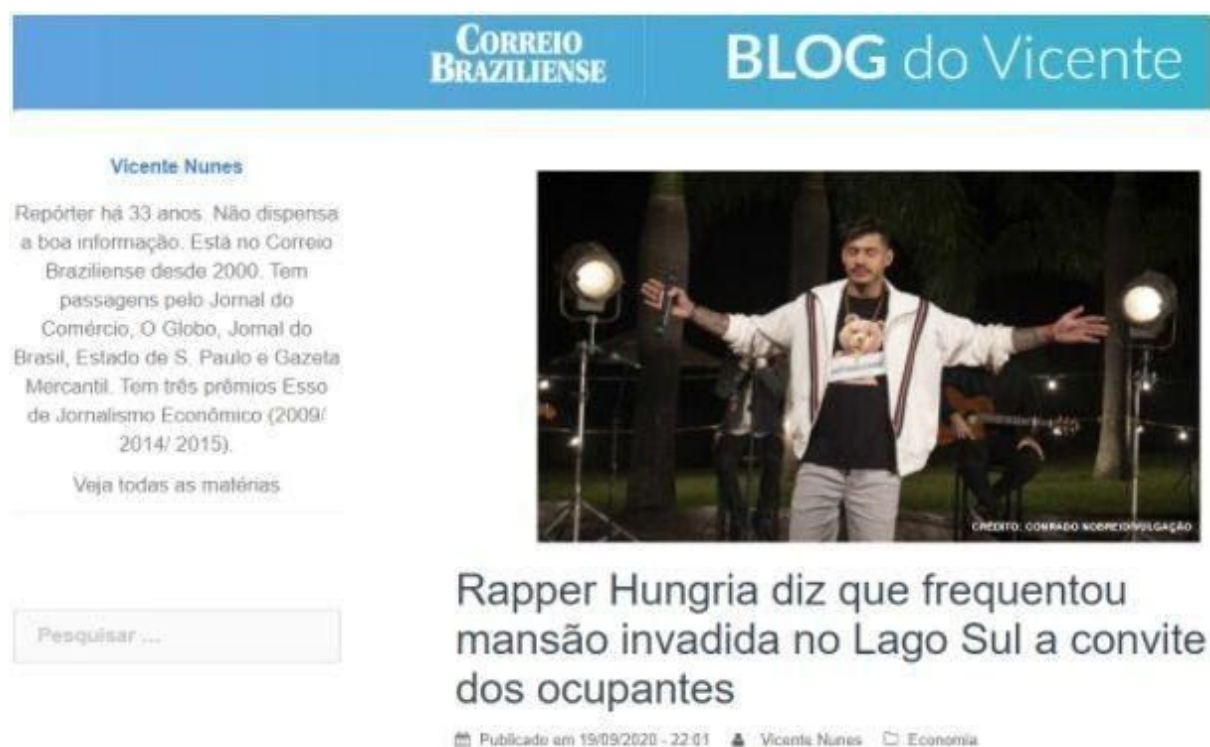 CORREIO
BRAZILIENSE
BLOG do Vicente
Vicente Nunes
Repórter há 33 anos. Não dispensa
a boa informação. Está no Correio
Braziliense desde 2000. Tem
passagens pelo Jornal do
Comércio, O Globo, Jornal do
Brasil, Estado de S. Paulo e Gazeta
Mercantil. Tem três prêmios Esso
de Jornalismo Econômico (2009/
2014/ 2015).
Veja todas as matérias
Pesquisar ...
CRÉDITO: CONRADO NOBRE/DIVULGAÇÃO
Rapper Hungria diz que frequentou
mansão invadida no Lago Sul a convite
dos ocupantes
Publicado em 19/09/2020 - 22:01 Vicente Nunes Economia